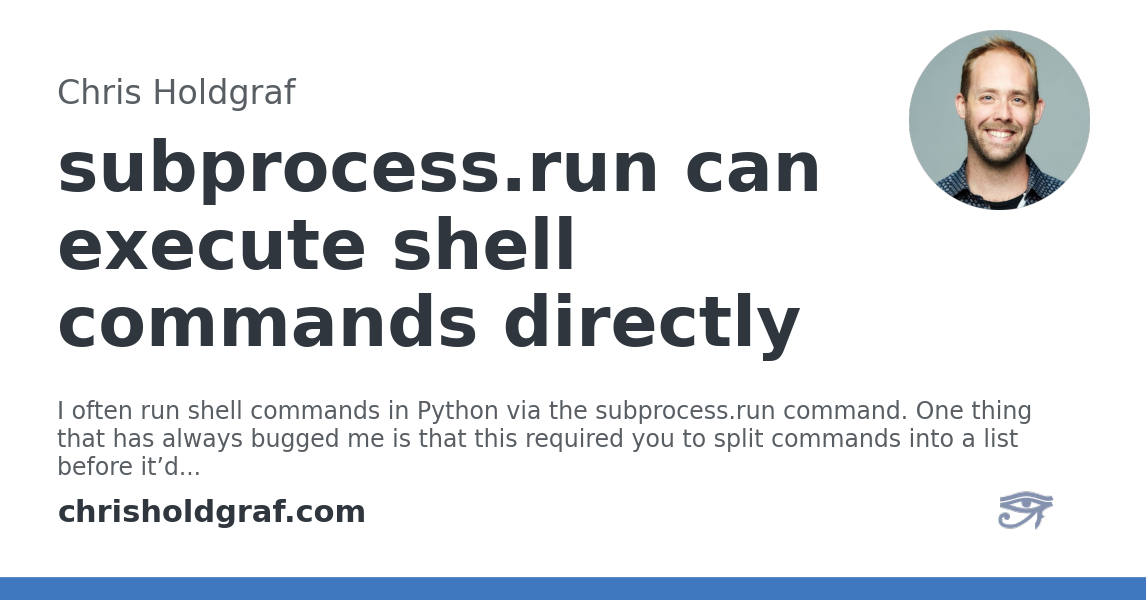 Chris Holdgraf
subprocess.run can
execute shell
commands directly
I often run shell commands in Python via the subprocess.run command. One thing
that has always bugged me is that this required you to split commands into a list
before it’d...
chrisholdgraf.com